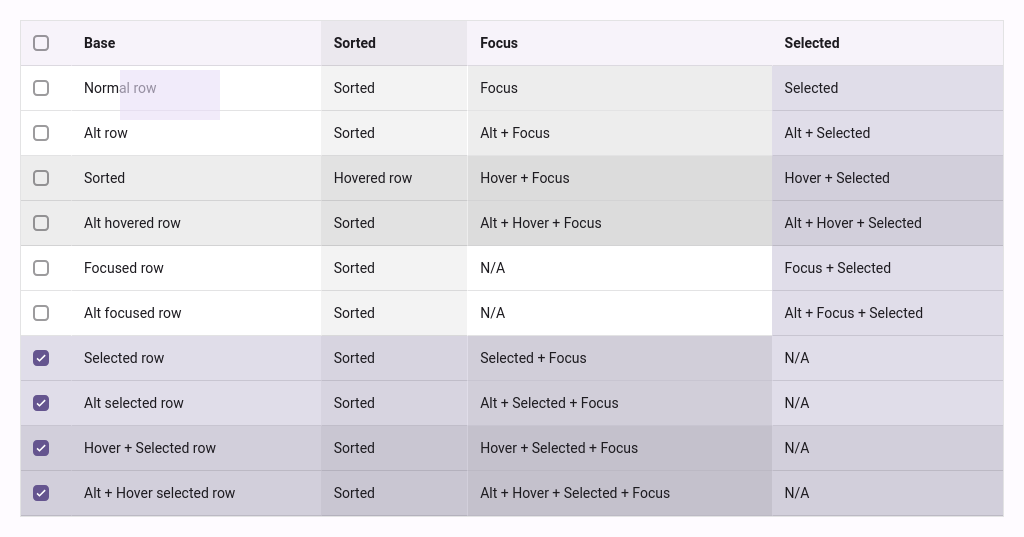 Base Sorted Focus Selected
Normal row Sorted Focus Selected
Alt row Sorted Alt + Focus Alt + Selected
Sorted Hovered row Hover + Focus Hover + Selected
Alt hovered row Sorted Alt + Hover + Focus Alt + Hover + Selected
Focused row Sorted N/A Focus + Selected
Alt focused row Sorted N/A Alt + Focus + Selected
Selected row Sorted Selected + Focus N/A
Alt selected row Sorted Alt + Selected + Focus N/A
Hover + Selected row Sorted Hover + Selected + Focus N/A
Alt + Hover selected row Sorted Alt + Hover + Selected + Focus N/A